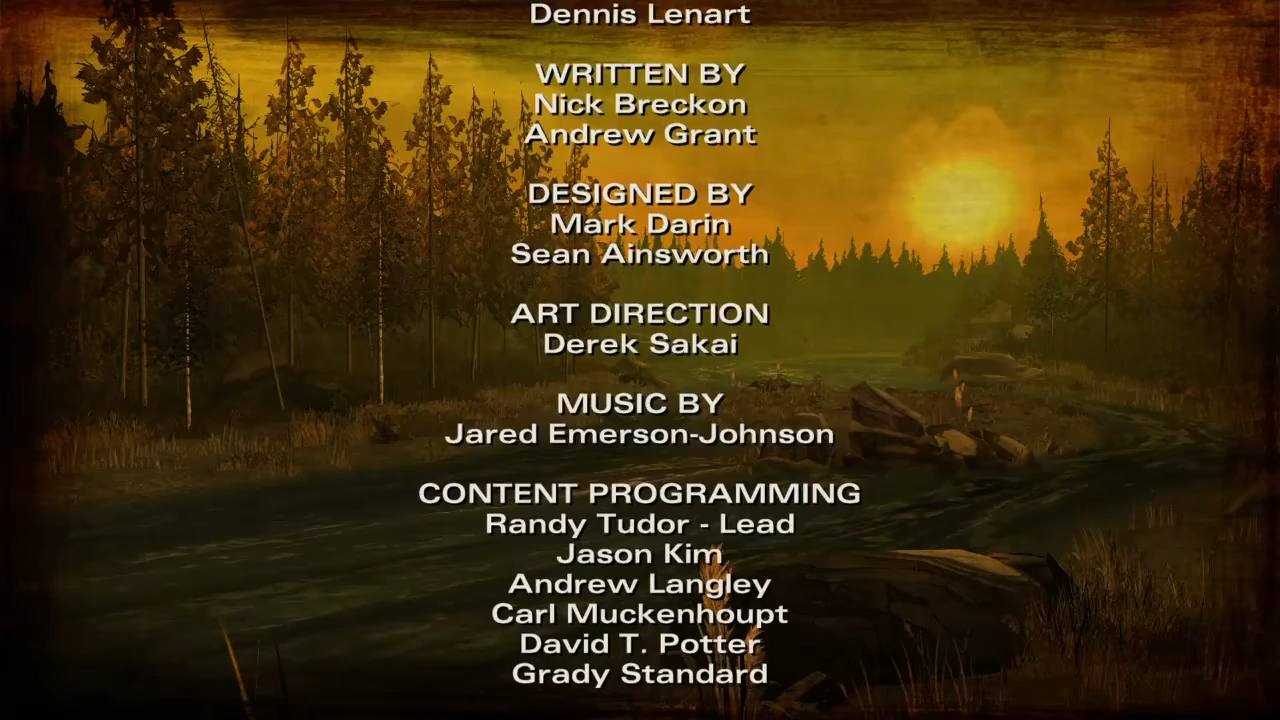 Dennis Lenart
WRITTEN BY
Nick Breckon
Andrew Grant
DESIGNED BY
Mark Darin
Sean Ainsworth
ART DIRECTION
Derek Sakai
MUSIC BY
Jared Emerson-Johnson
CONTENT PROGRAMMING
Randy Tudor - Lead
Jason Kim
Andrew Langley
Carl Muckenhoupt
David T. Potter
Grady Standard